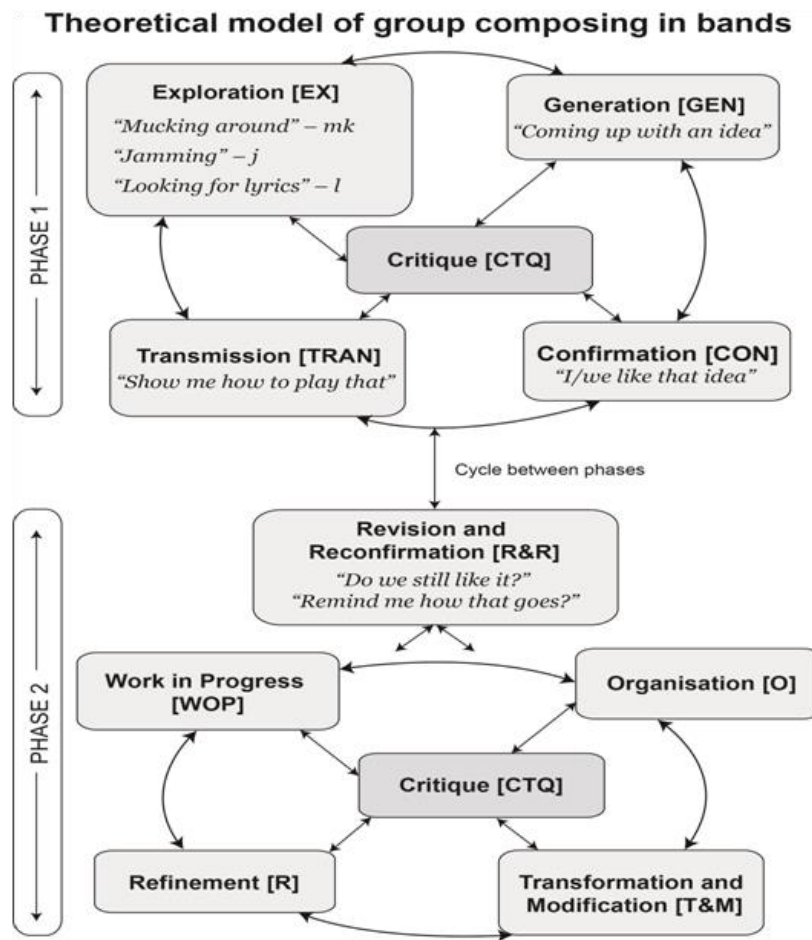 Theoretical model of group composing in bands
PHASE 1
Exploration [EX]
“Mucking around” – mk
“Jamming” – j
“Looking for lyrics” – l
Generation [GEN]
“Coming up with an idea”
Critique [CTQ]
Transmission [TRAN]
“Show me how to play that”
Confirmation [CON]
“I/we like that idea”
Cycle between phases
PHASE 2
Revision and
Reconfirmation [R&R]
“Do we still like it?”
“Remind me how that goes?”
Work in Progress
[WOP]
Organisation [O]
Critique [CTQ]
Refinement [R]
Transformation and
Modification [T&M]